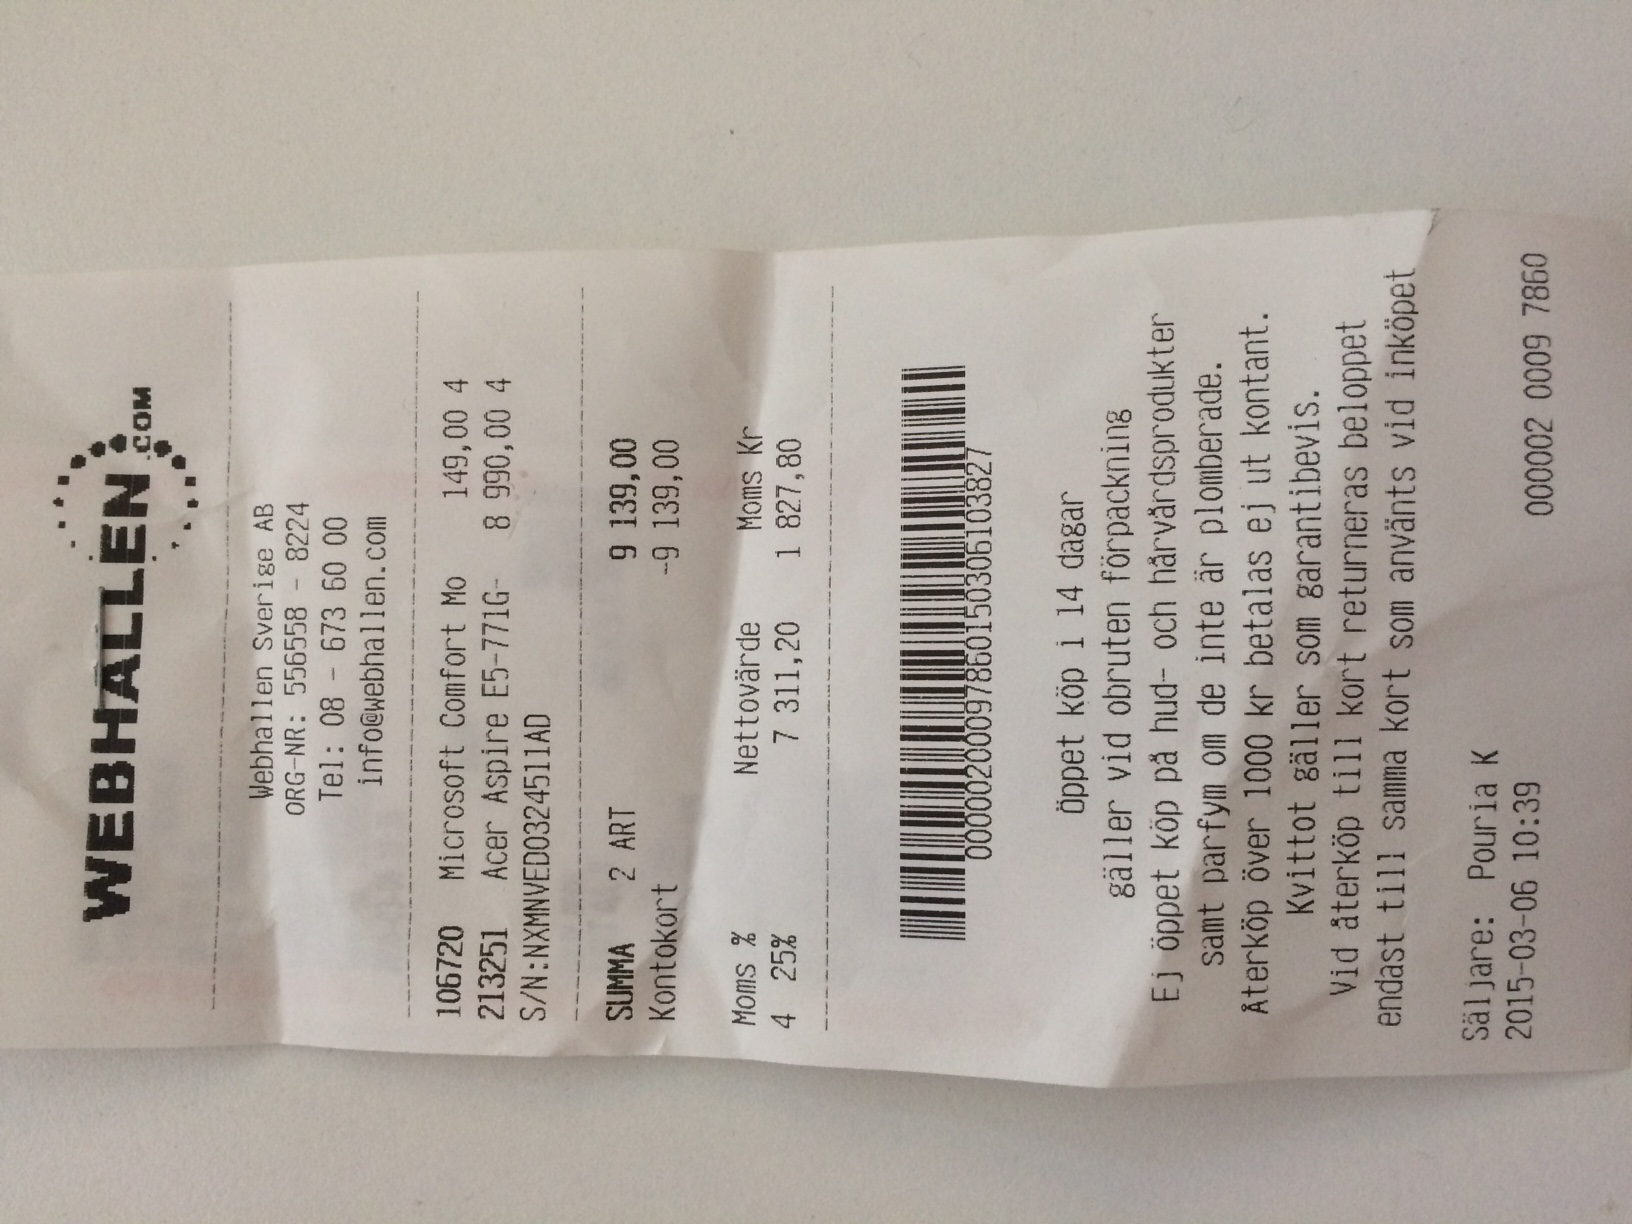 WEBHALLEN.COM
Webhallen Sverige AB
ORG-NR: 556558 - 8224
Tel: 08 - 673 60 00
info@webhallen.com
106720 Microsoft Comfort Mo 149,00 4
213251 Acer Aspire E5-771G- 8 990,00 4
S/N:NXMNVED0324511AD
SUMMA 2 ART 9 139,00
Kontokort -9 139,00
Moms % Nettovärde Moms Kr
4 25% 7 311,20 1 827,80
0000020009786015030610382­7
Öppet köp i 14 dagar
gäller vid obruten förpackning
Ej öppet köp på hud- och hårvårdsprodukter
samt parfym om de inte är plomberade.
Återköp över 1000 kr betalas ej ut kontant.
Kvittot gäller som garantibevis.
Vid återköp till kort returneras beloppet
endast till samma kort som använts vid inköpet
Säljare: Pouria K
2015-03-06 10:39
000002 0009 7860